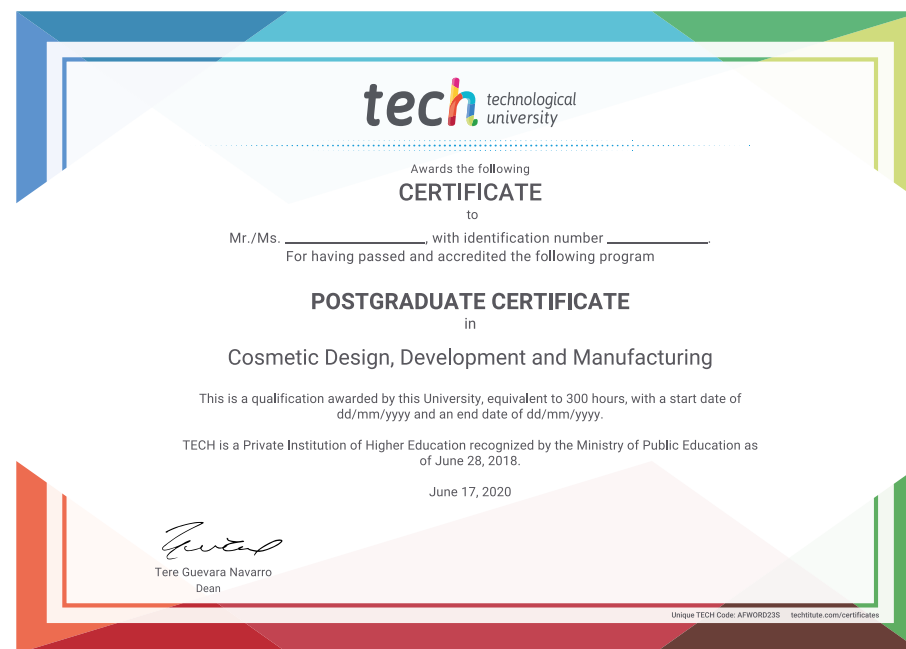 tech technological
university
Awards the following
CERTIFICATE
to
Mr./Ms. ____________________, with identification number ______________.
For having passed and accredited the following program
POSTGRADUATE CERTIFICATE
in
Cosmetic Design, Development and Manufacturing
This is a qualification awarded by this University, equivalent to 300 hours, with a start date of
dd/mm/yyyy and an end date of dd/mm/yyyy.
TECH is a Private Institution of Higher Education recognized by the Ministry of Public Education as
of June 28, 2018.
June 17, 2020
Tere Guevara Navarro
Dean
Unique TECH Code: AFWORD23S techtitute.com/certificates